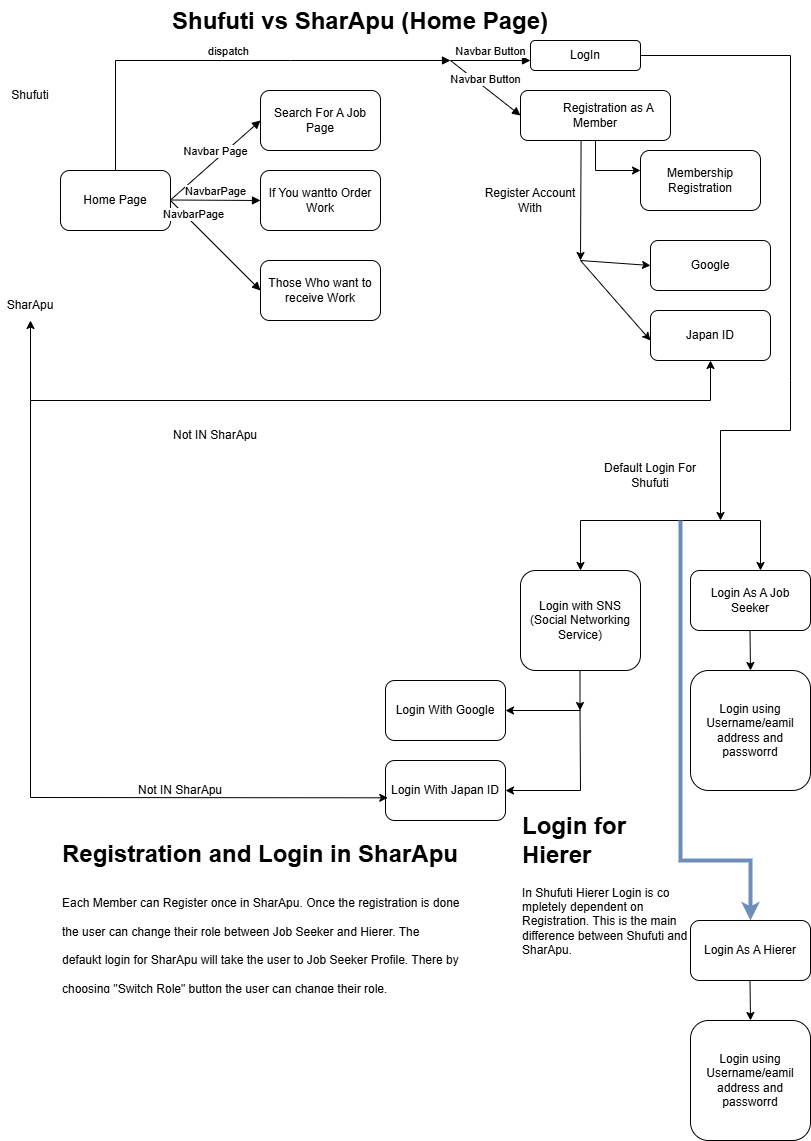 Shufuti vs SharApu (Home Page)
dispatch
Navbar Button
LogIn
Navbar Button
Shufuti
Search For A Job
Page
Registration as A
Member
Navbar Page
Membership
Registration
Home Page
NavbarPage
If You wantto Order
Work
Register Account
With
NavbarPage
Google
Those Who want to
receive Work
SharApu
Japan ID
Not IN SharApu
Default Login For
Shufuti
Login with SNS
(Social Networking
Service)
Login As A Job
Seeker
Login With Google
Login using
Username/eamil
address and
passworrd
Not IN SharApu
Login With Japan ID
Registration and Login in SharApu
Each Member can Register once in SharApu. Once the registration is done
the user can change their role between Job Seeker and Hierer. The
defaukt login for SharApu will take the user to Job Seeker Profile. There by
choosing "Switch Role" button the user can change their role.
Login for
Hierer
In Shufuti Hierer Login is co
mpletely dependent on
Registration. This is the main
difference between Shufuti and
SharApu.
Login As A Hierer
Login using
Username/eamil
address and
passworrd